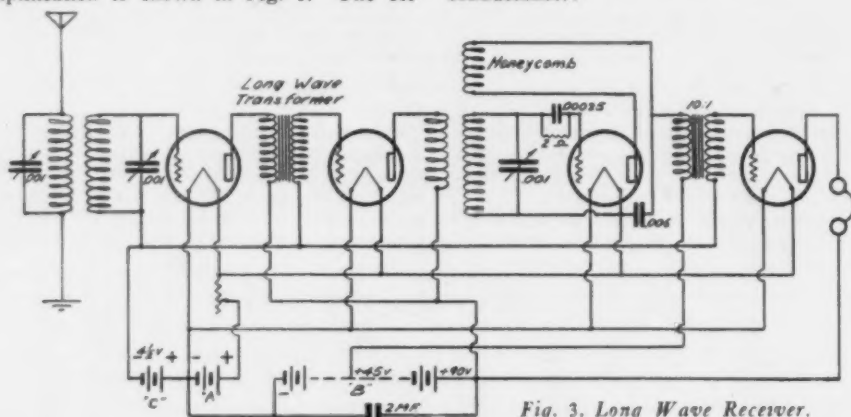 Long Wave
Transformer
Honeycomb
.00025
2 Ω
10:1
.001
.001
.001
.006
4½V +
- +
"C"
"A"
-
+45V
"B"
+90V
2 MF
Fig. 3. Long Wave Receiver.